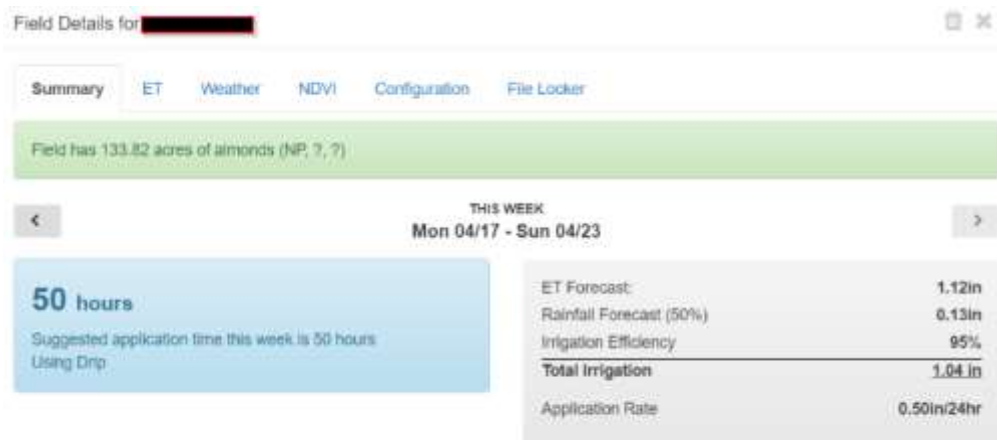 Field Details for
Summary ET Weather NDVI Configuration File Locker
Field has 133.82 acres of almonds (NP, ?, ?)
THIS WEEK
Mon 04/17 - Sun 04/23
50 hours
Suggested application time this week is 50 hours
Using Drip
ET Forecast: 1.12in
Rainfall Forecast (50%) 0.13in
Irrigation Efficiency 95%
Total Irrigation 1.04 in
Application Rate 0.50in/24hr